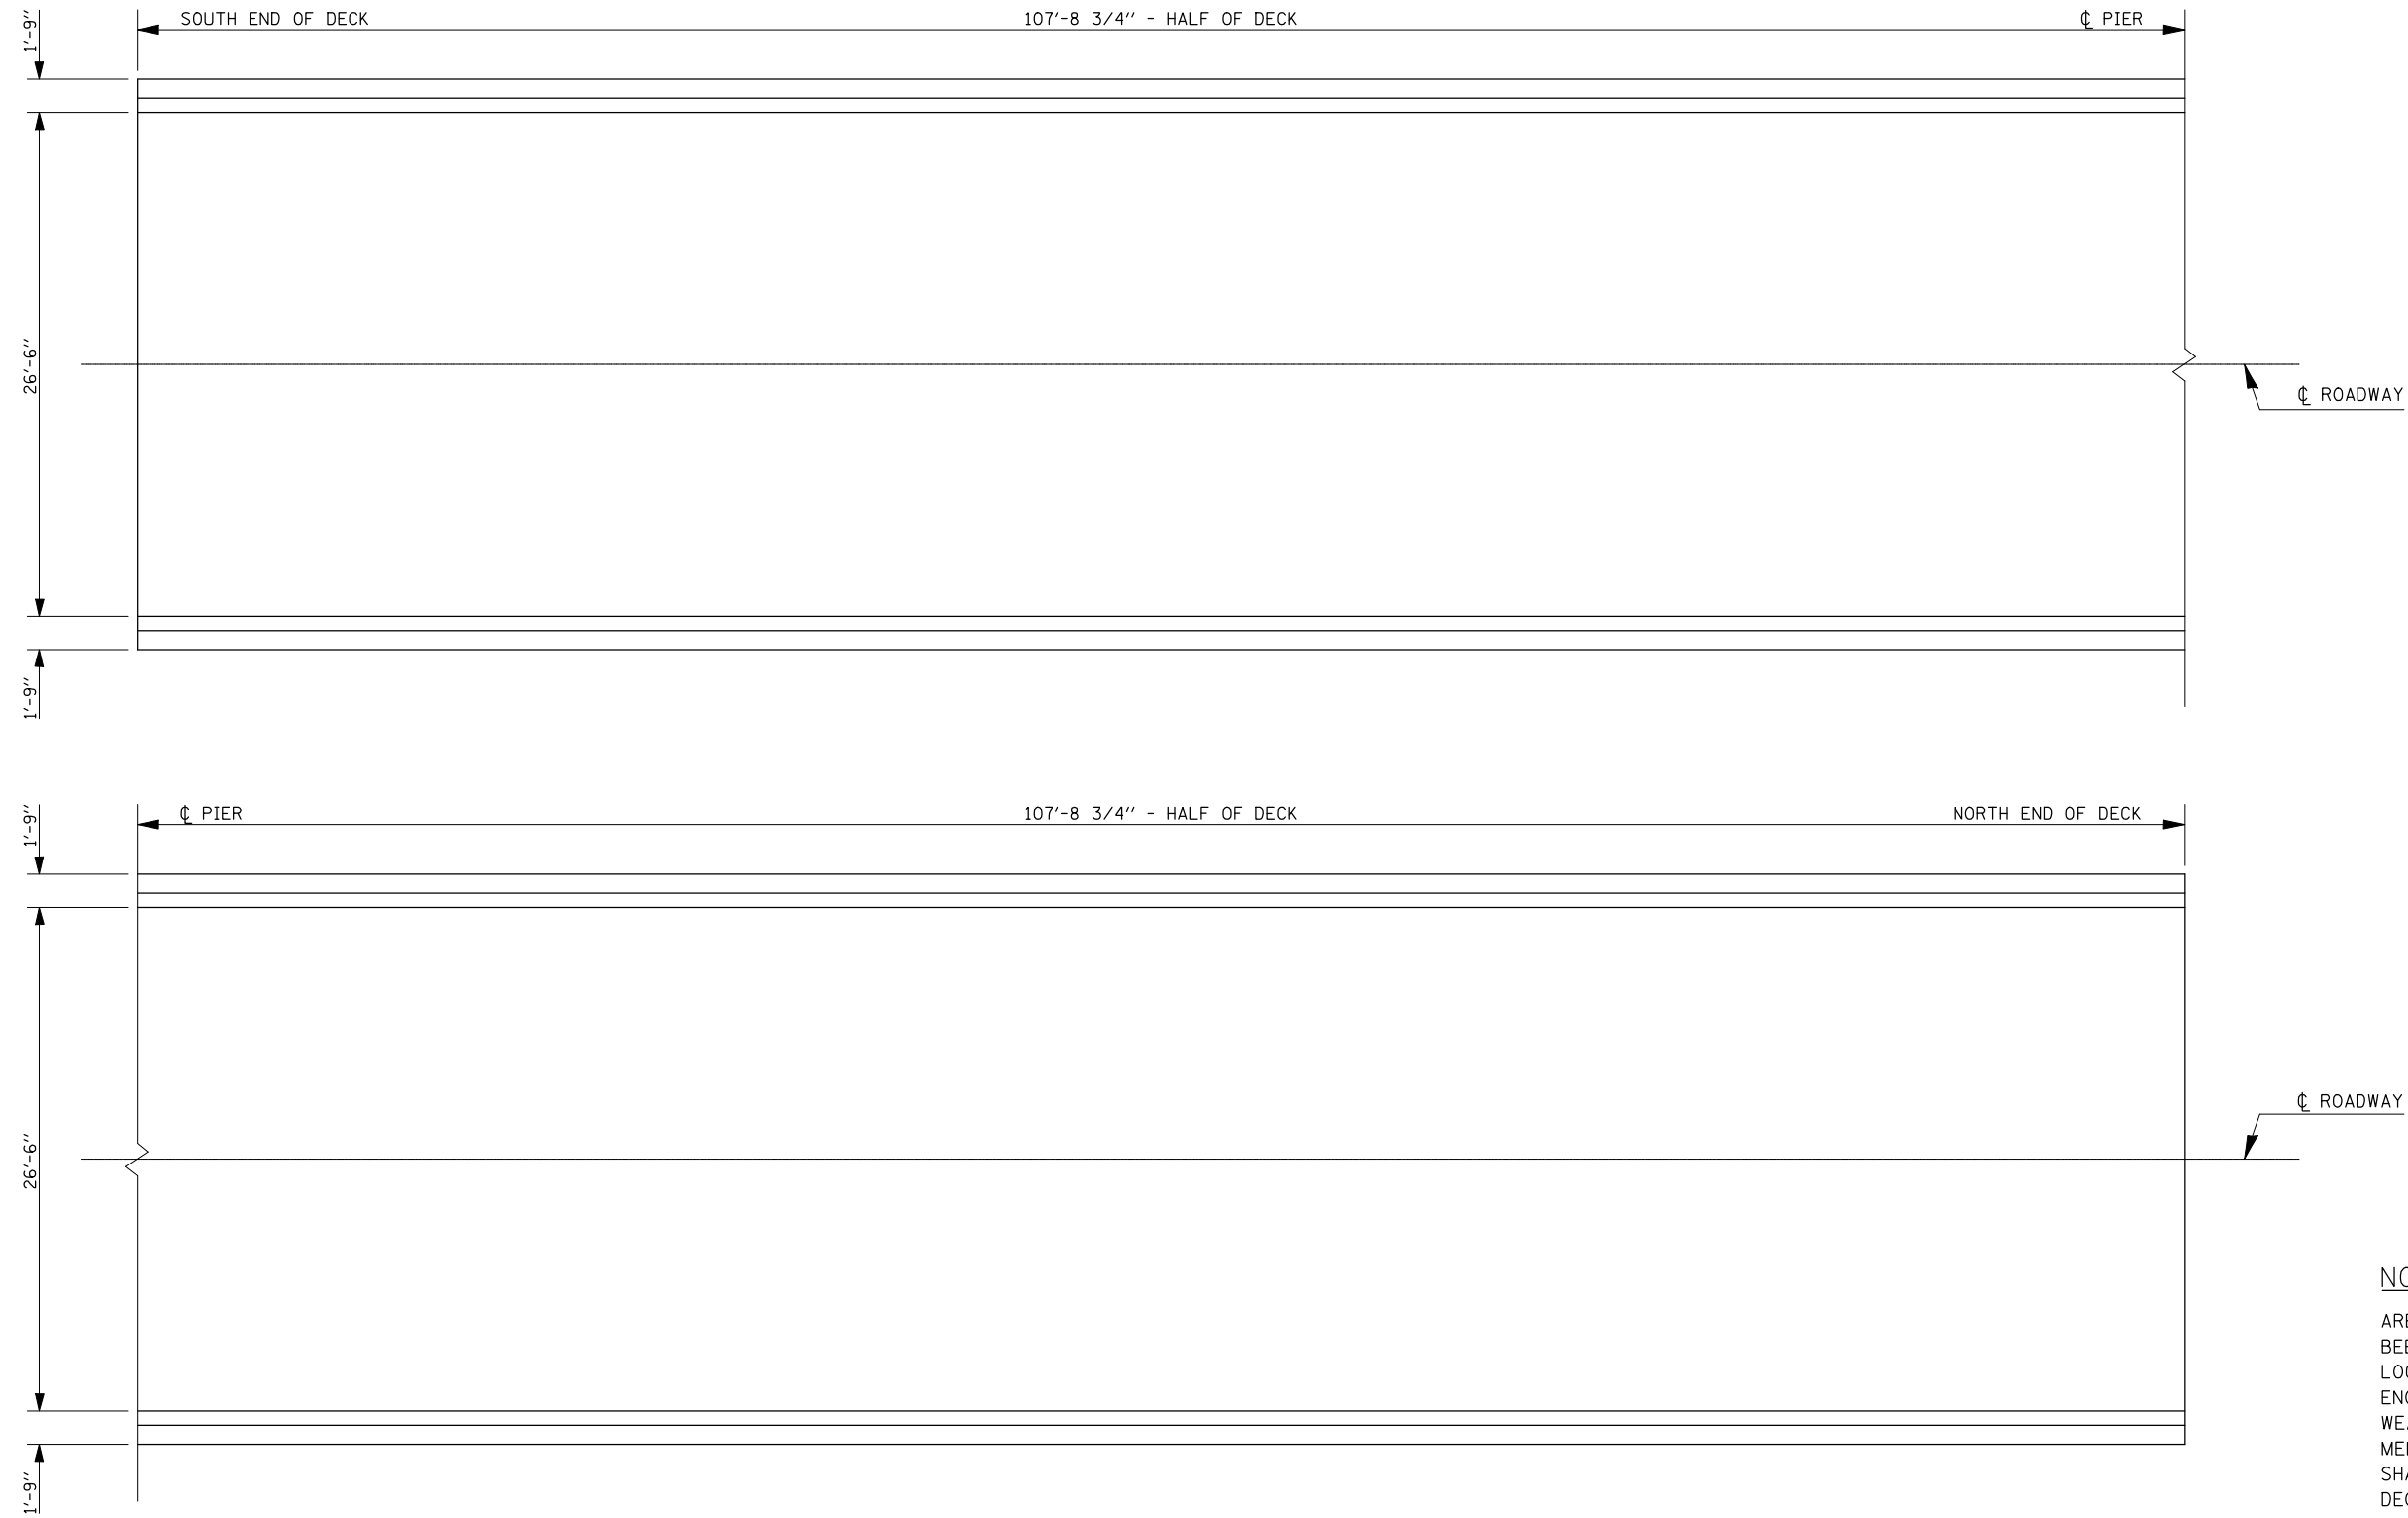 1'-9"
SOUTH END OF DECK
107'-8 3/4" - HALF OF DECK
℄ PIER
26'-6"
℄ ROADWAY
1'-9"
1'-9"
℄ PIER
107'-8 3/4" - HALF OF DECK
NORTH END OF DECK
26'-6"
℄ ROADWAY
1'-9"